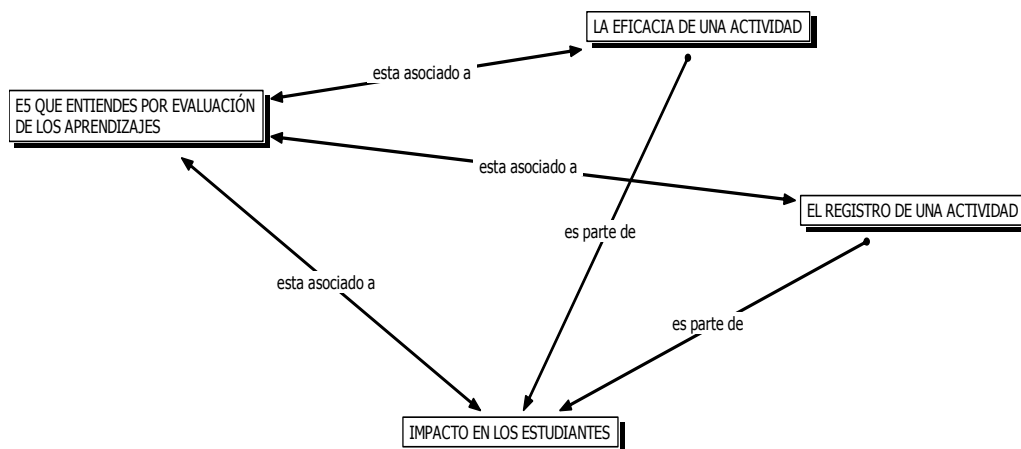 LA EFICACIA DE UNA ACTIVIDAD
esta asociado a
E5 QUE ENTIENDES POR EVALUACIÓN
DE LOS APRENDIZAJES
esta asociado a
EL REGISTRO DE UNA ACTIVIDAD
es parte de
esta asociado a
es parte de
IMPACTO EN LOS ESTUDIANTES